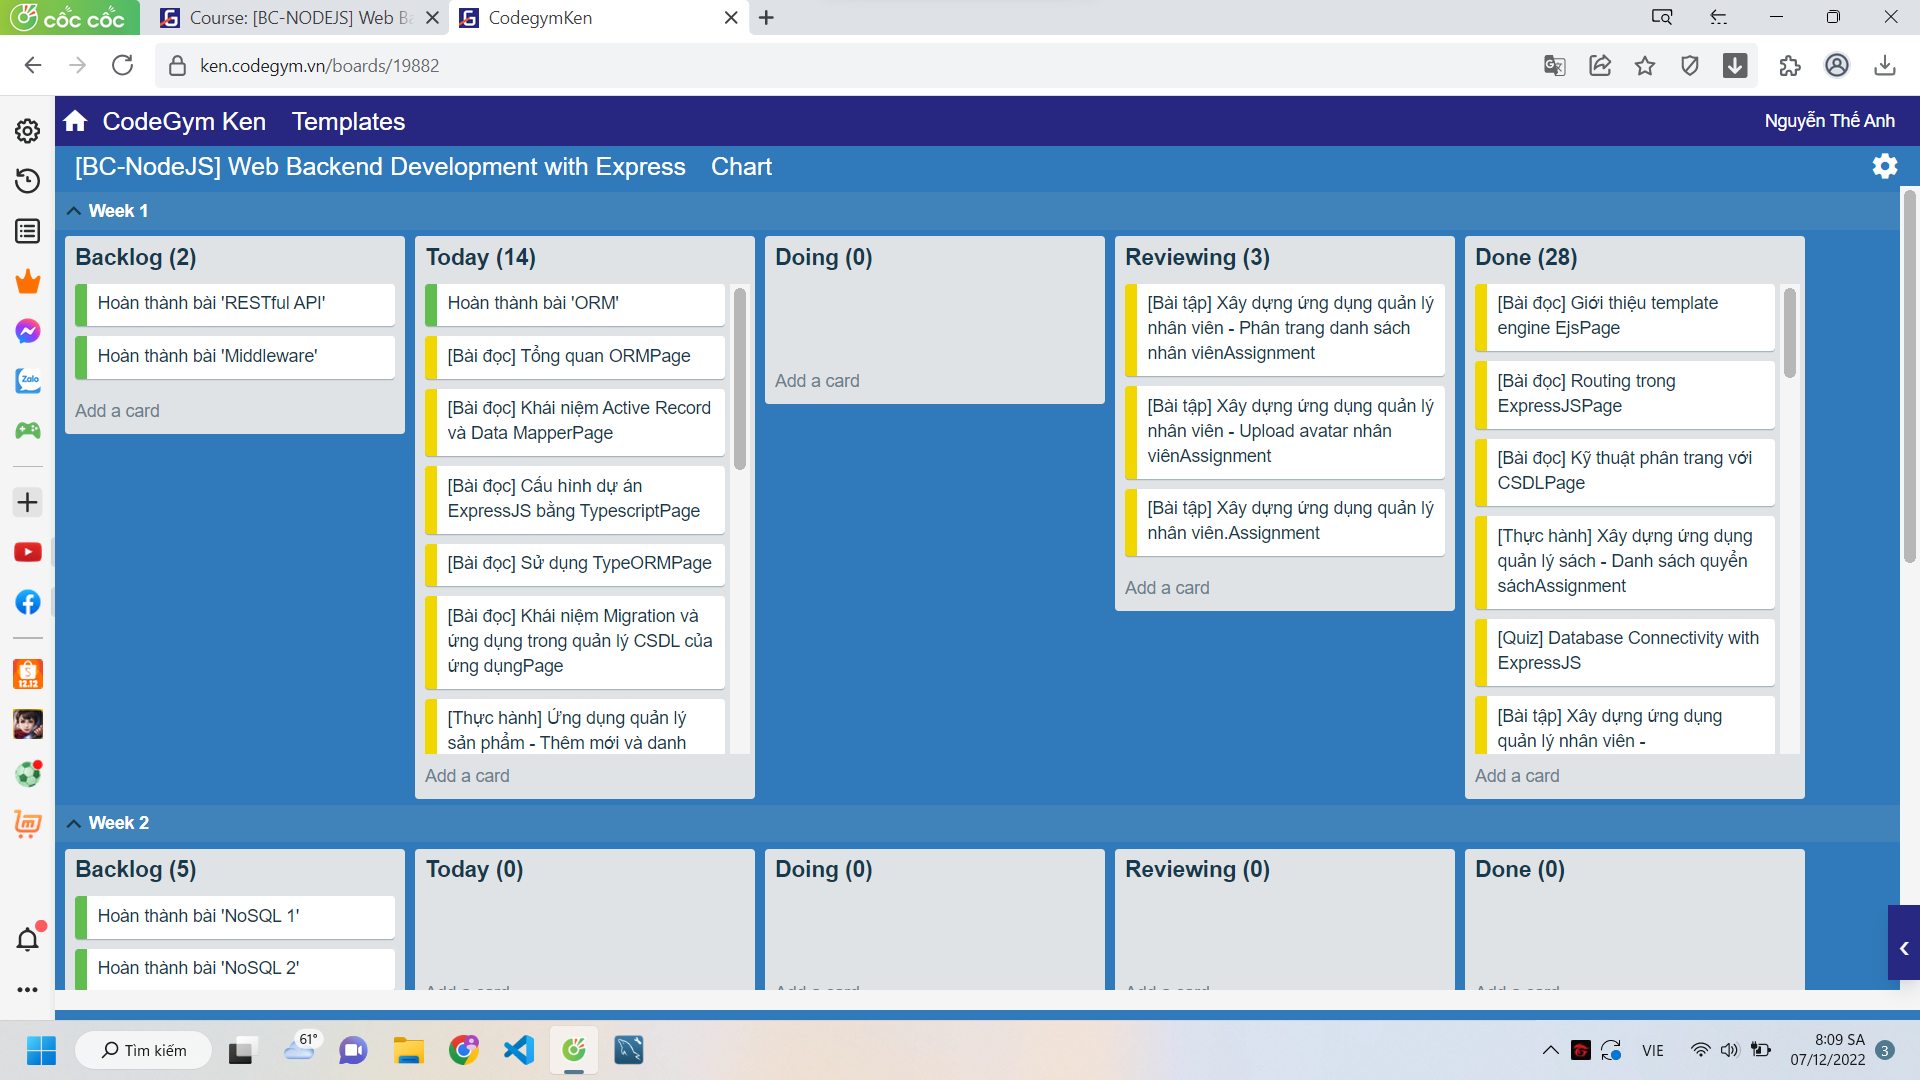 cốc cốc
Course: [BC-NODEJS] Web Ba
CodegymKen
ken.codegym.vn/boards/19882
CodeGym Ken
Templates
Nguyễn Thế Anh
[BC-NodeJS] Web Backend Development with Express
Chart
Week 1
Backlog (2)
Hoàn thành bài 'RESTful API'
Hoàn thành bài 'Middleware'
Add a card
Today (14)
Hoàn thành bài 'ORM'
[Bài đọc] Tổng quan ORMPage
[Bài đọc] Khái niệm Active Record
và Data MapperPage
[Bài đọc] Cấu hình dự án
ExpressJS bằng TypescriptPage
[Bài đọc] Sử dụng TypeORMPage
[Bài đọc] Khái niệm Migration và
ứng dụng trong quản lý CSDL của
ứng dụngPage
[Thực hành] Ứng dụng quản lý
sản phẩm - Thêm mới và danh
Add a card
Doing (0)
Add a card
Reviewing (3)
[Bài tập] Xây dựng ứng dụng quản lý
nhân viên - Phân trang danh sách
nhân viênAssignment
[Bài tập] Xây dựng ứng dụng quản lý
nhân viên - Upload avatar nhân
viênAssignment
[Bài tập] Xây dựng ứng dụng quản lý
nhân viên.Assignment
Add a card
Done (28)
[Bài đọc] Giới thiệu template
engine EjsPage
[Bài đọc] Routing trong
ExpressJSPage
[Bài đọc] Kỹ thuật phân trang với
CSDLPage
[Thực hành] Xây dựng ứng dụng
quản lý sách - Danh sách quyển
sáchAssignment
[Quiz] Database Connectivity with
ExpressJS
[Bài tập] Xây dựng ứng dụng
quản lý nhân viên -
Add a card
Week 2
Backlog (5)
Hoàn thành bài 'NoSQL 1'
Hoàn thành bài 'NoSQL 2'
Today (0)
Add a card
Doing (0)
Add a card
Reviewing (0)
Add a card
Done (0)
Add a card
Zalo
12.12
Tìm kiếm
61°
VIE
8:09 SA
07/12/2022
3